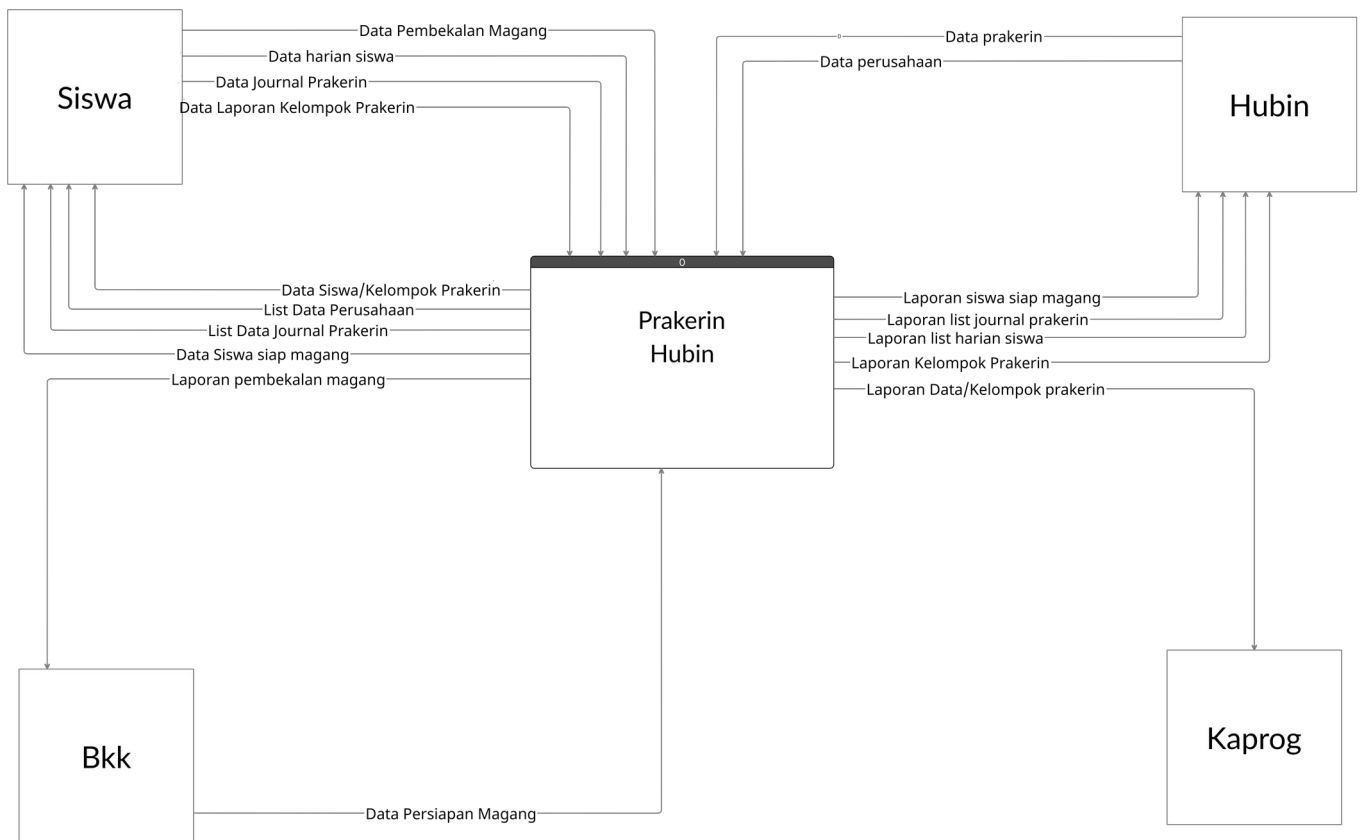 Data Pembekalan Magang
Data harian siswa
Data Journal Prakerin
Data Laporan Kelompok Prakerin
Siswa
0
Data prakerin
Data perusahaan
Hubin
0
Prakerin
Hubin
Data Siswa/Kelompok Prakerin
List Data Perusahaan
List Data Journal Prakerin
Data Siswa siap magang
Laporan pembekalan magang
Laporan siswa siap magang
Laporan list journal prakerin
Laporan list harian siswa
Laporan Kelompok Prakerin
Laporan Data/Kelompok prakerin
Bkk
Data Persiapan Magang
Kaprog